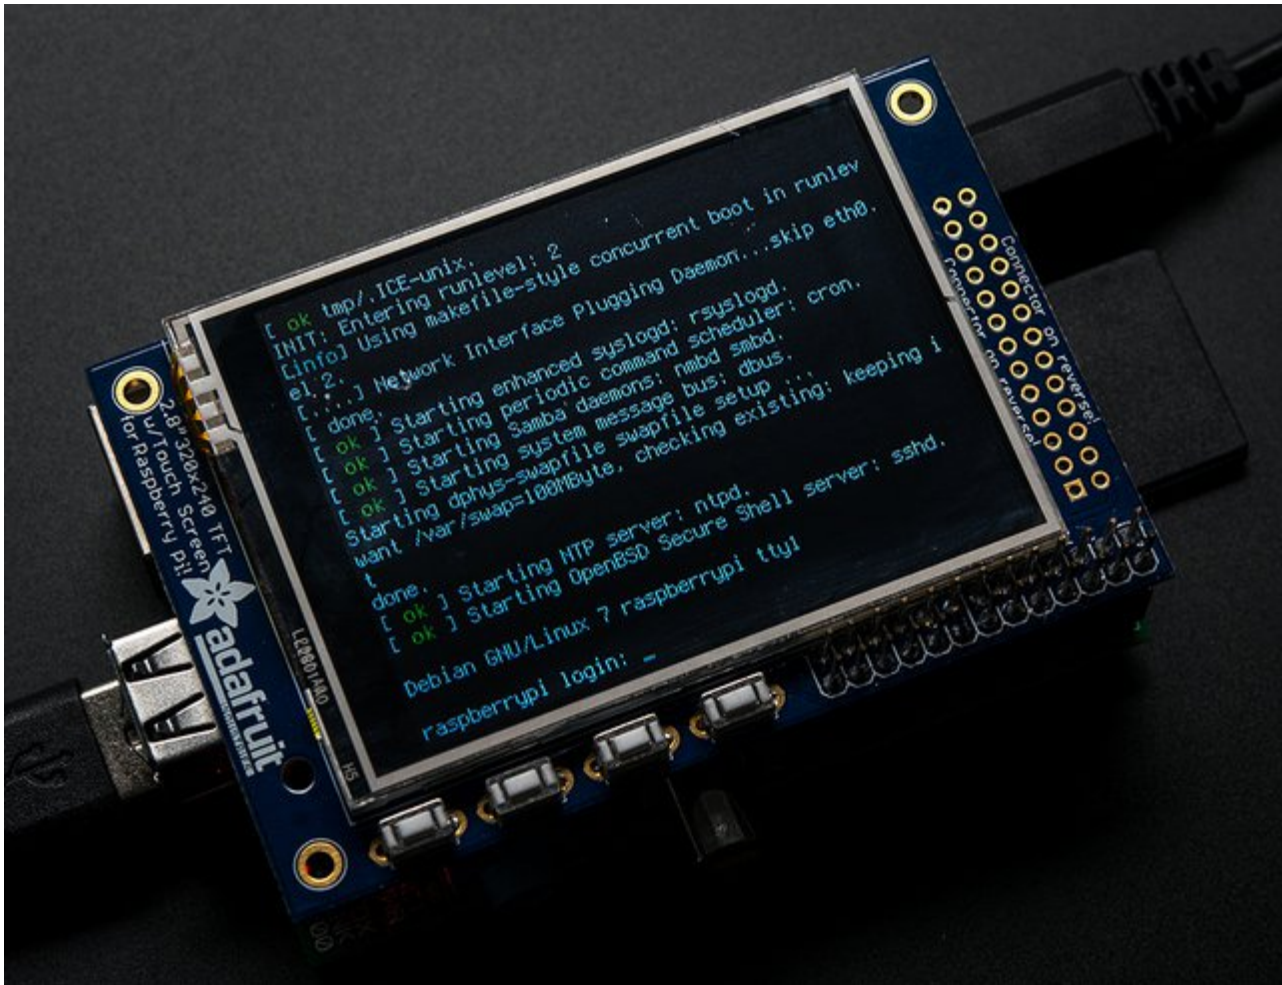 [ ok tmp/.ICE-unix.
INIT: Entering runlevel: 2
[info] Using makefile-style concurrent boot in runlev
el 2.
[....] Network Interface Plugging Daemon...skip eth0.
[ done.
[ ok ] Starting enhanced syslogd: rsyslogd.
[ ok ] Starting periodic command scheduler: cron.
[ ok ] Starting Samba daemons: nmbd smbd.
[ ok ] Starting system message bus: dbus.
Starting dphys-swapfile swapfile setup ...
want /var/swap=100MByte, checking existing: keeping i
t
done.
[ ok ] Starting NTP server: ntpd.
[ ok ] Starting OpenBSD Secure Shell server: sshd.
Debian GNU/Linux 7 raspberrypi tty1
raspberrypi login: _
2.8" 320x240 TFT
w/Touch Screen
for Raspberry Pi!
adafruit
Connector on reverse!
Connector on reverse!
H5